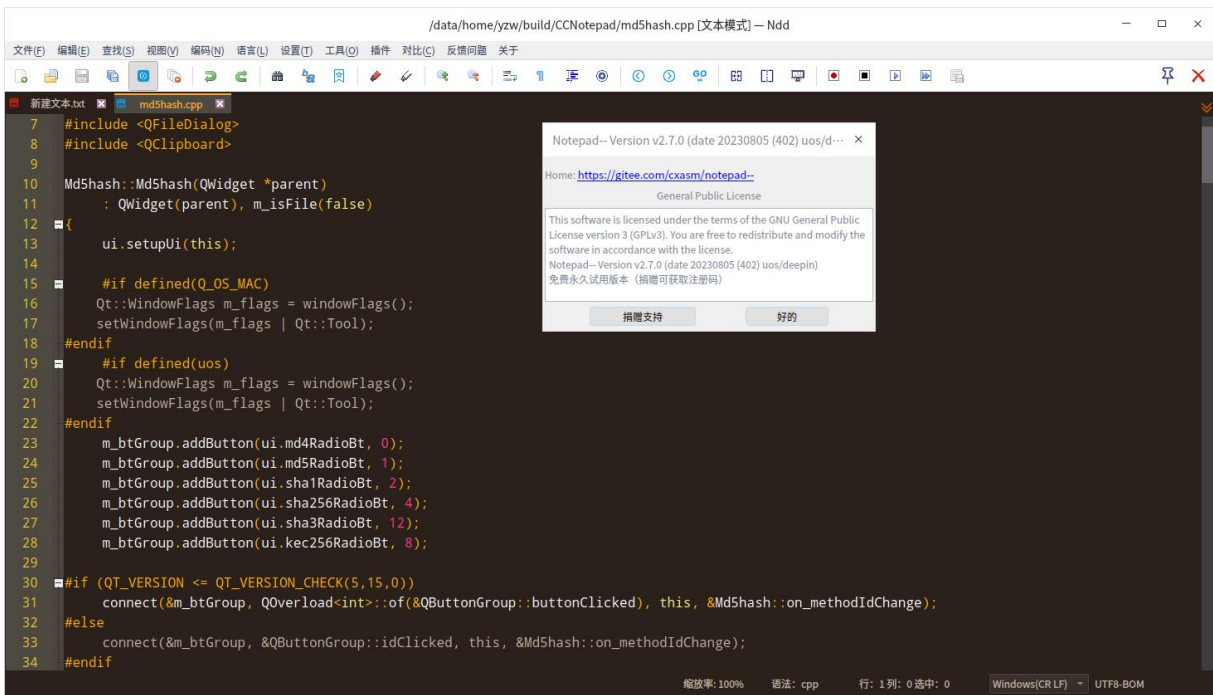 /data/home/yzw/build/CCNotepad/md5hash.cpp [文本模式] — Ndd
文件(F) 编辑(E) 查找(S) 视图(V) 编码(N) 语言(L) 设置(T) 工具(O) 插件 对比(C) 反馈问题 关于
新建文本.txt md5hash.cpp
7 #include <QFileDialog>
8 #include <QClipboard>
9
10 Md5hash::Md5hash(QWidget *parent)
11 : QWidget(parent), m_isFile(false)
12 {
13 ui.setupUi(this);
14
15 #if defined(Q_OS_MAC)
16 Qt::WindowFlags m_flags = windowFlags();
17 setWindowFlags(m_flags | Qt::Tool);
18 #endif
19 #if defined(uos)
20 Qt::WindowFlags m_flags = windowFlags();
21 setWindowFlags(m_flags | Qt::Tool);
22 #endif
23 m_btGroup.addButton(ui.md4RadioBt, 0);
24 m_btGroup.addButton(ui.md5RadioBt, 1);
25 m_btGroup.addButton(ui.sha1RadioBt, 2);
26 m_btGroup.addButton(ui.sha256RadioBt, 4);
27 m_btGroup.addButton(ui.sha3RadioBt, 12);
28 m_btGroup.addButton(ui.kec256RadioBt, 8);
29
30 #if (QT_VERSION <= QT_VERSION_CHECK(5,15,0))
31 connect(&m_btGroup, QOverload<int>::of(&QButtonGroup::buttonClicked), this, &Md5hash::on_methodIdChange);
32 #else
33 connect(&m_btGroup, &QButtonGroup::idClicked, this, &Md5hash::on_methodIdChange);
34 #endif
Notepad-- Version v2.7.0 (date 20230805 (402) uos/d···
Home: https://gitee.com/cxasm/notepad--
General Public License
This software is licensed under the terms of the GNU General Public
License version 3 (GPLv3). You are free to redistribute and modify the
software in accordance with the license.
Notepad-- Version v2.7.0 (date 20230805 (402) uos/deepin)
免费永久试用版本（捐赠可获取注册码）
捐赠支持 好的
缩放率: 100% 语法: cpp 行: 1 列: 0 选中: 0 Windows(CR LF) UTF8-BOM